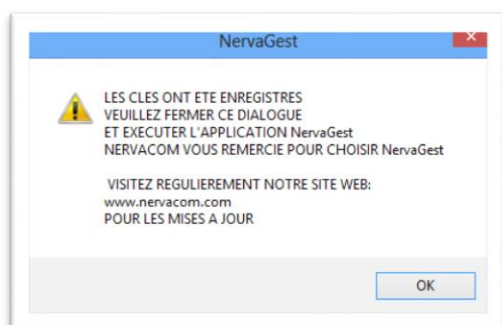 NervaGest
LES CLES ONT ETE ENREGISTRES
VEUILLEZ FERMER CE DIALOGUE
ET EXECUTER L'APPLICATION NervaGest
NERVACOM VOUS REMERCIE POUR CHOISIR NervaGest
VISITEZ REGULIEREMENT NOTRE SITE WEB:
www.nervacom.com
POUR LES MISES A JOUR
OK